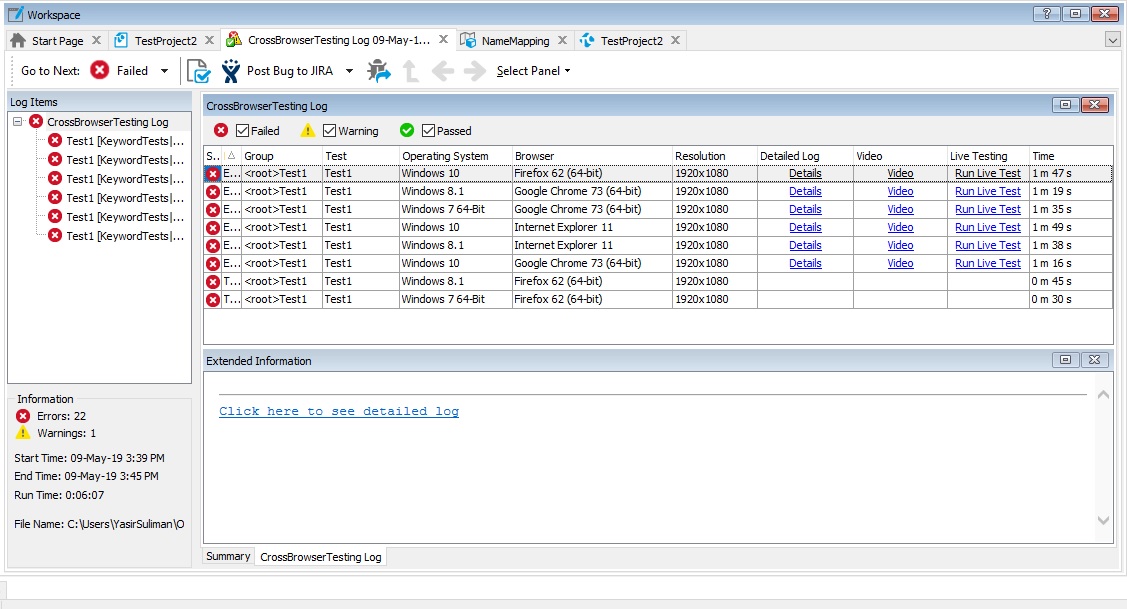 Workspace
Start Page TestProject2 CrossBrowserTesting Log 09-May-1... NameMapping TestProject2
Go to Next: Failed Post Bug to JIRA Select Panel
Log Items
CrossBrowserTesting Log
Test1 [KeywordTests|...
Test1 [KeywordTests|...
Test1 [KeywordTests|...
Test1 [KeywordTests|...
Test1 [KeywordTests|...
Test1 [KeywordTests|...
Information
Errors: 22
Warnings: 1
Start Time: 09-May-19 3:39 PM
End Time: 09-May-19 3:45 PM
Run Time: 0:06:07
File Name: C:\Users\YasirSuliman\O
CrossBrowserTesting Log
Failed Warning Passed
S... Group Test Operating System Browser Resolution Detailed Log Video Live Testing Time
E... <root>Test1 Test1 Windows 10 Firefox 62 (64-bit) 1920x1080 Details Video Run Live Test 1 m 47 s
E... <root>Test1 Test1 Windows 8.1 Google Chrome 73 (64-bit) 1920x1080 Details Video Run Live Test 1 m 19 s
E... <root>Test1 Test1 Windows 7 64-Bit Google Chrome 73 (64-bit) 1920x1080 Details Video Run Live Test 1 m 35 s
E... <root>Test1 Test1 Windows 10 Internet Explorer 11 1920x1080 Details Video Run Live Test 1 m 49 s
E... <root>Test1 Test1 Windows 8.1 Internet Explorer 11 1920x1080 Details Video Run Live Test 1 m 38 s
E... <root>Test1 Test1 Windows 10 Google Chrome 73 (64-bit) 1920x1080 Details Video Run Live Test 1 m 16 s
T... <root>Test1 Test1 Windows 8.1 Firefox 62 (64-bit) 1920x1080 0 m 45 s
T... <root>Test1 Test1 Windows 7 64-Bit Firefox 62 (64-bit) 1920x1080 0 m 30 s
Extended Information
Click here to see detailed log
Summary CrossBrowserTesting Log